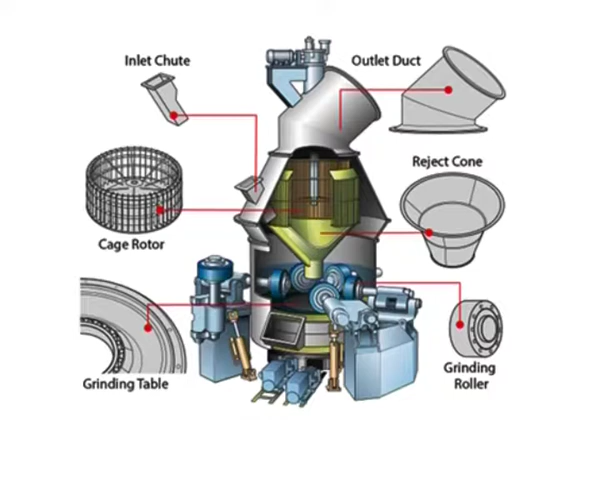 Inlet Chute
Outlet Duct
Reject Cone
Cage Rotor
Grinding Table
Grinding
Roller